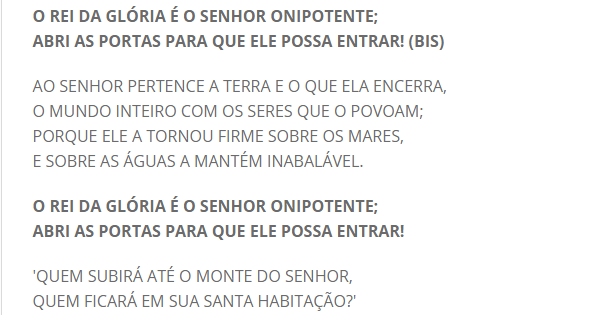 O REI DA GLÓRIA É O SENHOR ONIPOTENTE;
ABRI AS PORTAS PARA QUE ELE POSSA ENTRAR! (BIS)
AO SENHOR PERTENCE A TERRA E O QUE ELA ENCERRA,
O MUNDO INTEIRO COM OS SERES QUE O POVOAM;
PORQUE ELE A TORNOU FIRME SOBRE OS MARES,
E SOBRE AS ÁGUAS A MANTÉM INABALÁVEL.
O REI DA GLÓRIA É O SENHOR ONIPOTENTE;
ABRI AS PORTAS PARA QUE ELE POSSA ENTRAR!
'QUEM SUBIRÁ ATÉ O MONTE DO SENHOR,
QUEM FICARÁ EM SUA SANTA HABITAÇÃO?'